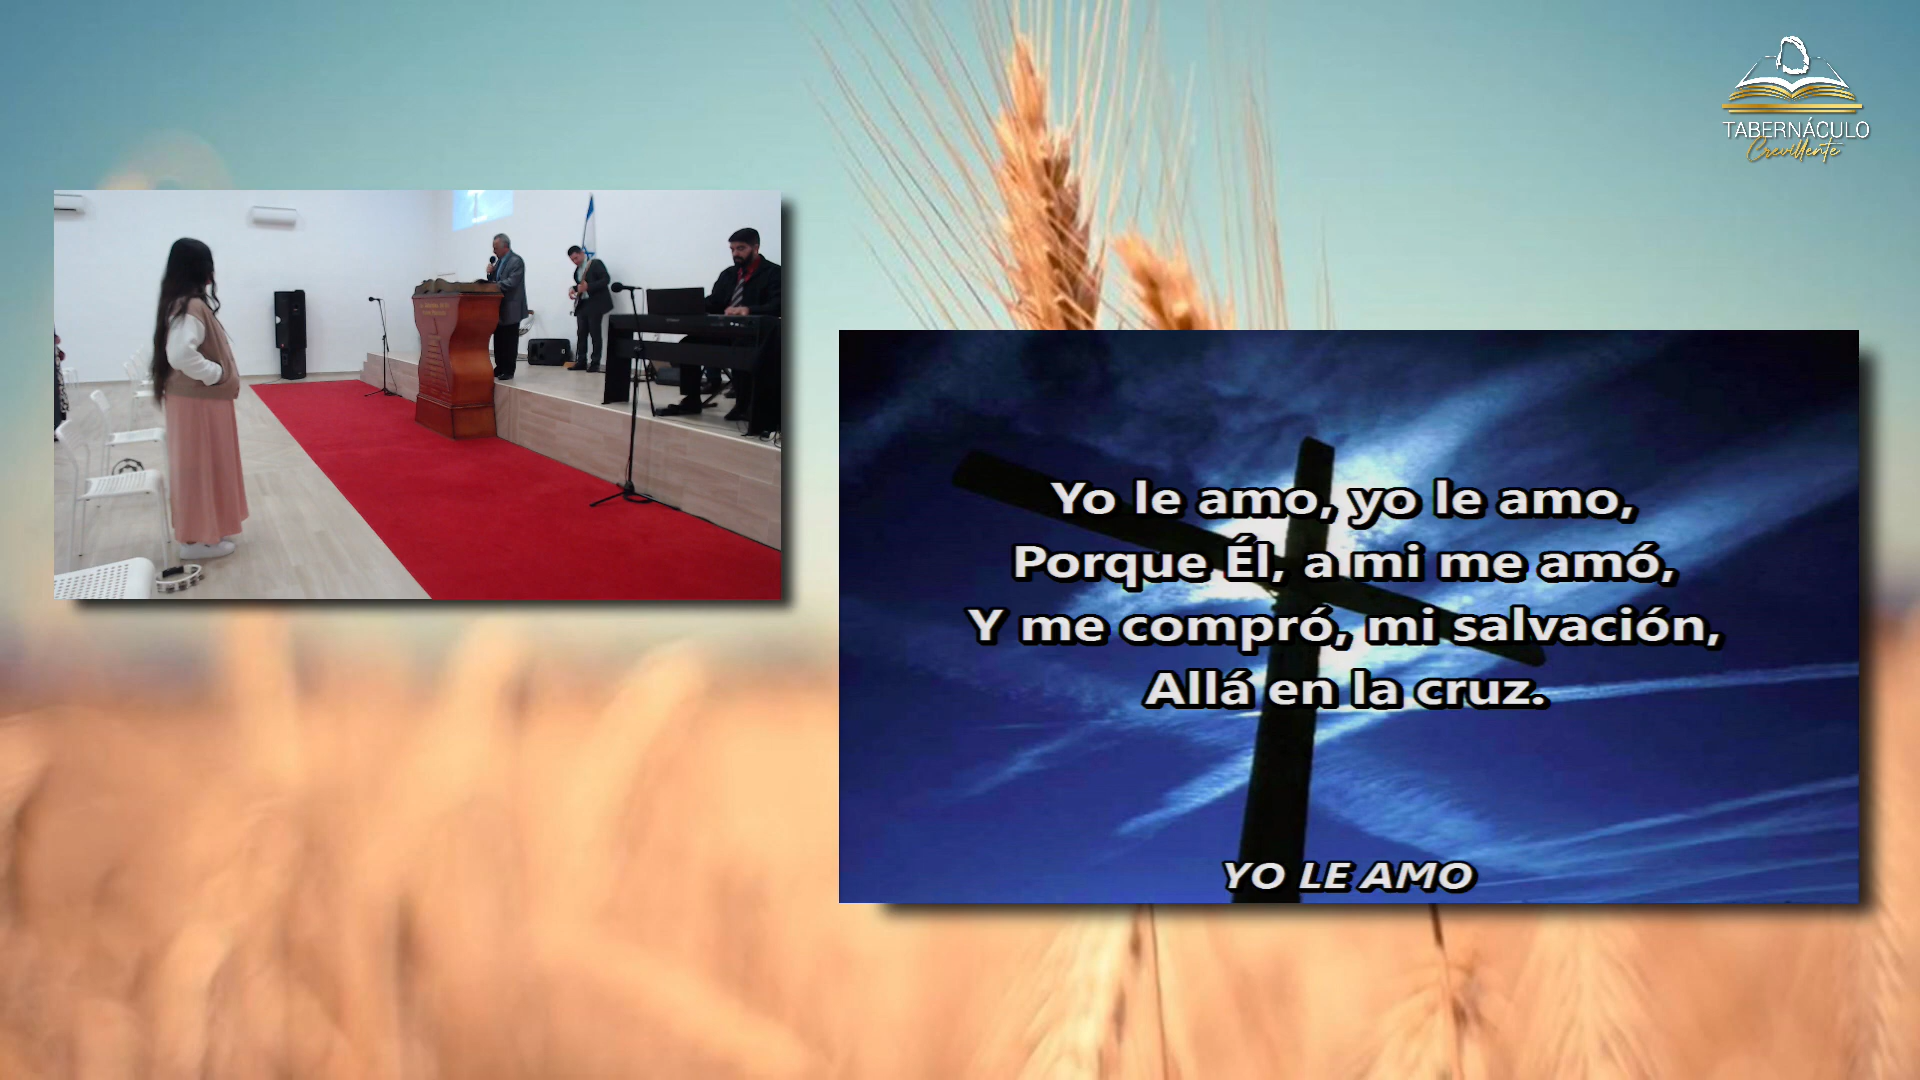 TABERNÁCULO
Crevillente
Yo le amo, yo le amo,
Porque Él, a mi me amó,
Y me compró, mi salvación,
Allá en la cruz.
YO LE AMO